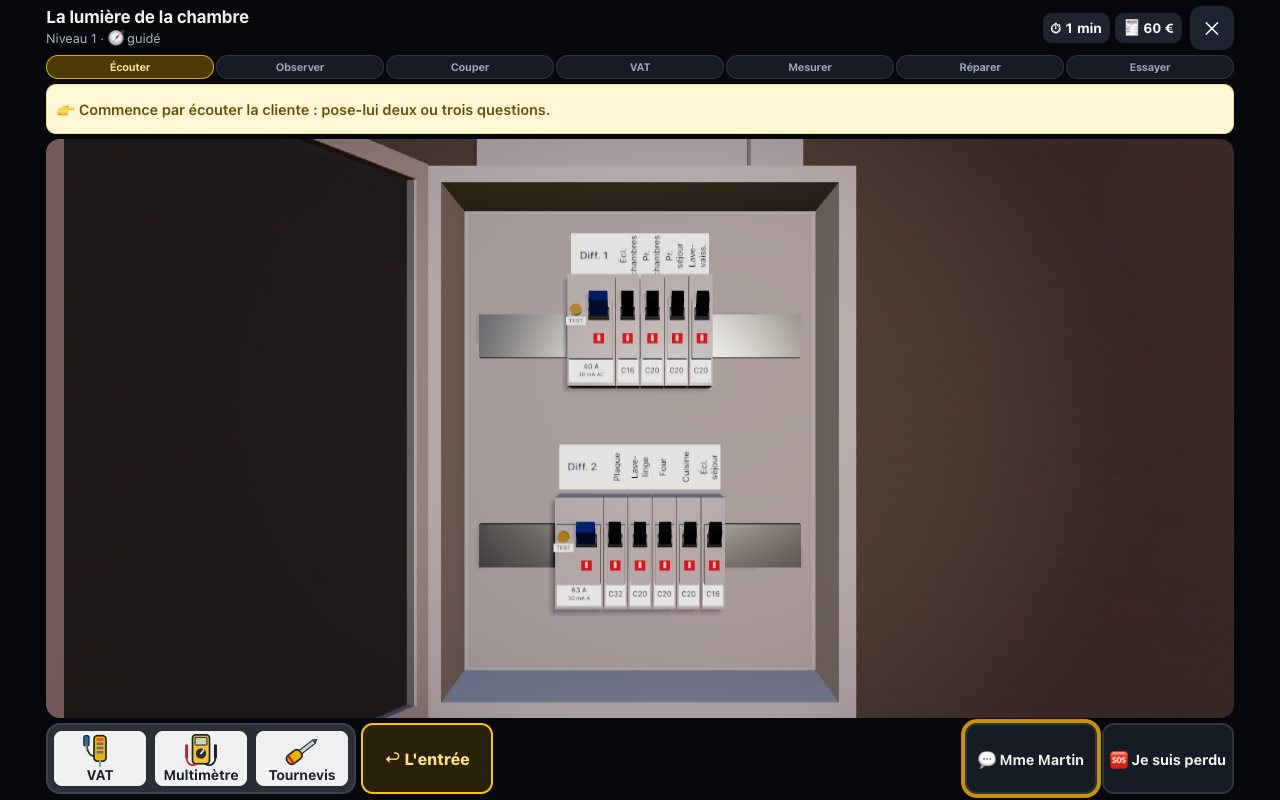 La lumière de la chambre
Niveau 1 · guidé
1 min
60 €
Écouter
Observer
Couper
VAT
Mesurer
Réparer
Essayer
Commence par écouter la cliente : pose-lui deux ou trois questions.
Diff. 1
Écl. chambres
Pr. chambres
Pr. séjour
Lave-vaiss.
TEST
40 A
30 mA AC
C16
C20
C20
C20
Diff. 2
Plaque
Lave-linge
Four
Cuisine
Écl. séjour
TEST
63 A
30 mA A
C32
C20
C20
C20
C16
VAT
Multimètre
Tournevis
L'entrée
Mme Martin
SOS
Je suis perdu